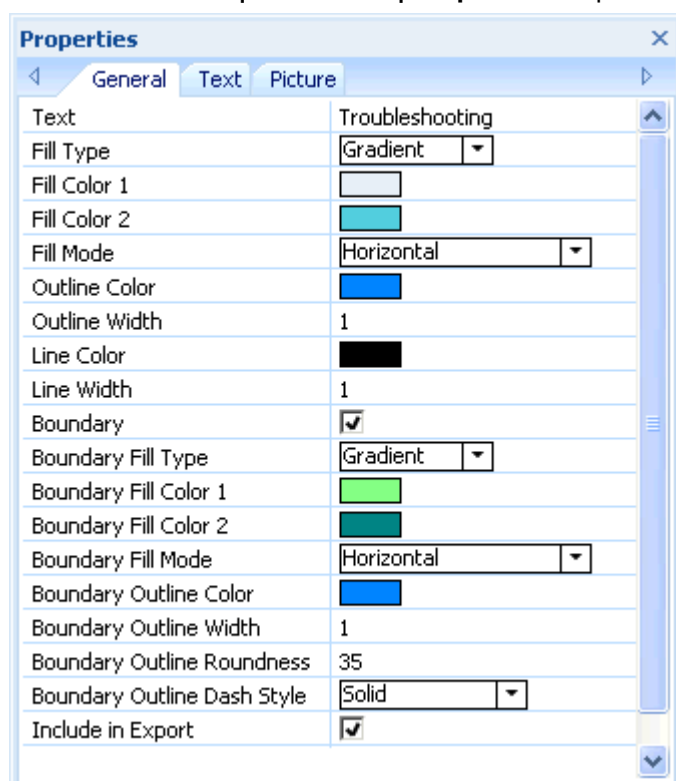 Properties
General Text Picture
Text Troubleshooting
Fill Type Gradient
Fill Color 1
Fill Color 2
Fill Mode Horizontal
Outline Color
Outline Width 1
Line Color
Line Width 1
Boundary
Boundary Fill Type Gradient
Boundary Fill Color 1
Boundary Fill Color 2
Boundary Fill Mode Horizontal
Boundary Outline Color
Boundary Outline Width 1
Boundary Outline Roundness 35
Boundary Outline Dash Style Solid
Include in Export